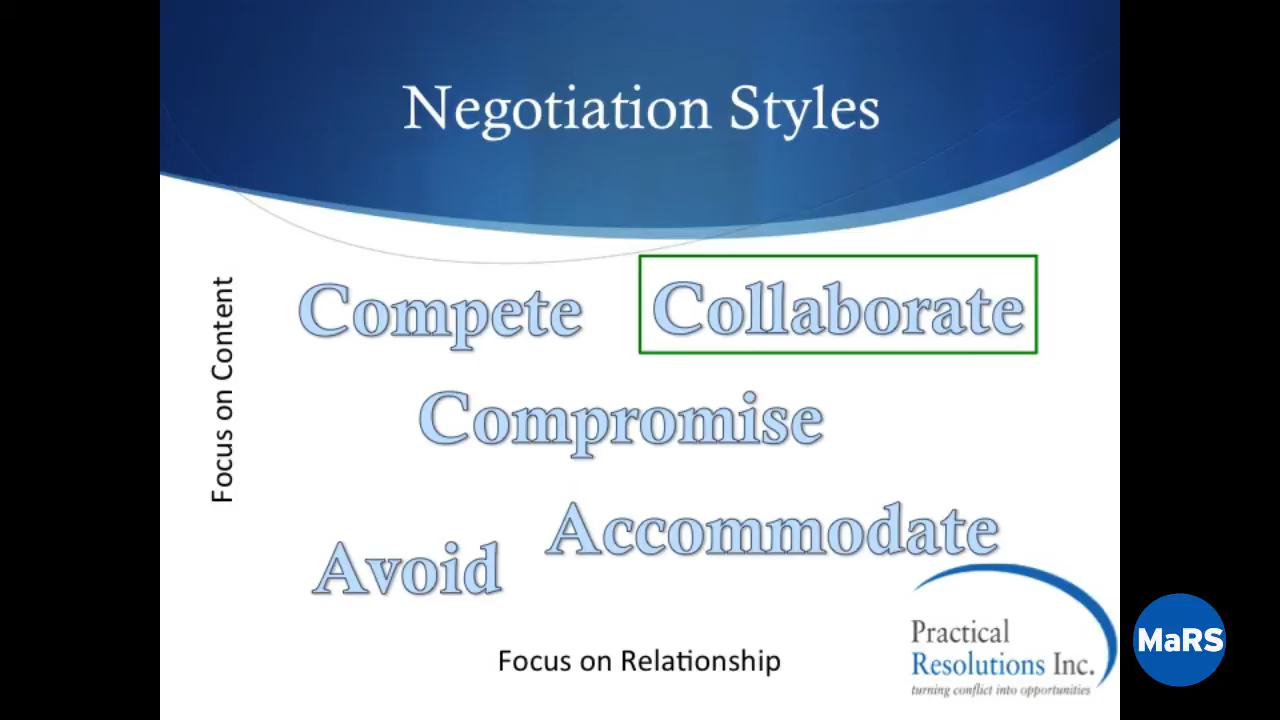 Negotiation Styles
Focus on Content
Compete
Collaborate
Compromise
Accommodate
Avoid
Focus on Relationship
Practical
Resolutions Inc.
turning conflict into opportunities
MaRS